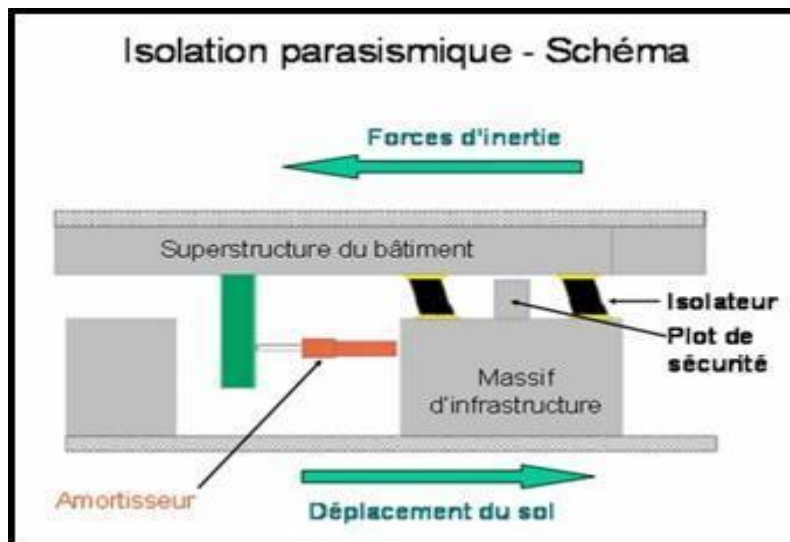 Isolation parasismique - Schéma
Forces d'inertie
Superstructure du bâtiment
Isolateur
Plot de
sécurité
Massif
d'infrastructure
Amortisseur
Déplacement du sol